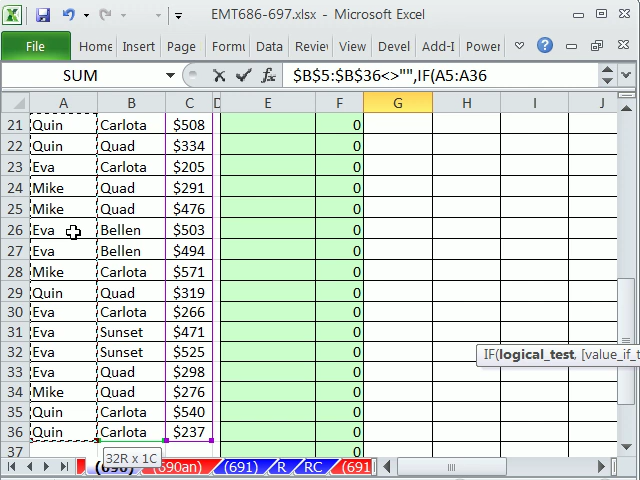 EMT686-697.xlsx - Microsoft Excel
File Home Insert Page Formu Data Revie View Devel Add-I Power
SUM fx $B$5:$B$36<>"",IF(A5:A36
A B C D E F G H I J
21 Quin Carlota $508 0
22 Quin Quad $334 0
23 Eva Carlota $205 0
24 Mike Quad $291 0
25 Mike Quad $476 0
26 Eva Bellen $503 0
27 Eva Bellen $494 0
28 Mike Carlota $571 0
29 Quin Quad $319 0
30 Eva Carlota $266 0
31 Eva Sunset $471 0
32 Eva Sunset $525 0
IF(logical_test, [value_if_t
33 Eva Quad $298 0
34 Mike Quad $276 0
35 Quin Carlota $540 0
36 Quin Carlota $237 0
37 0
32R x 1C
(690) (690an) (691) R RC (691